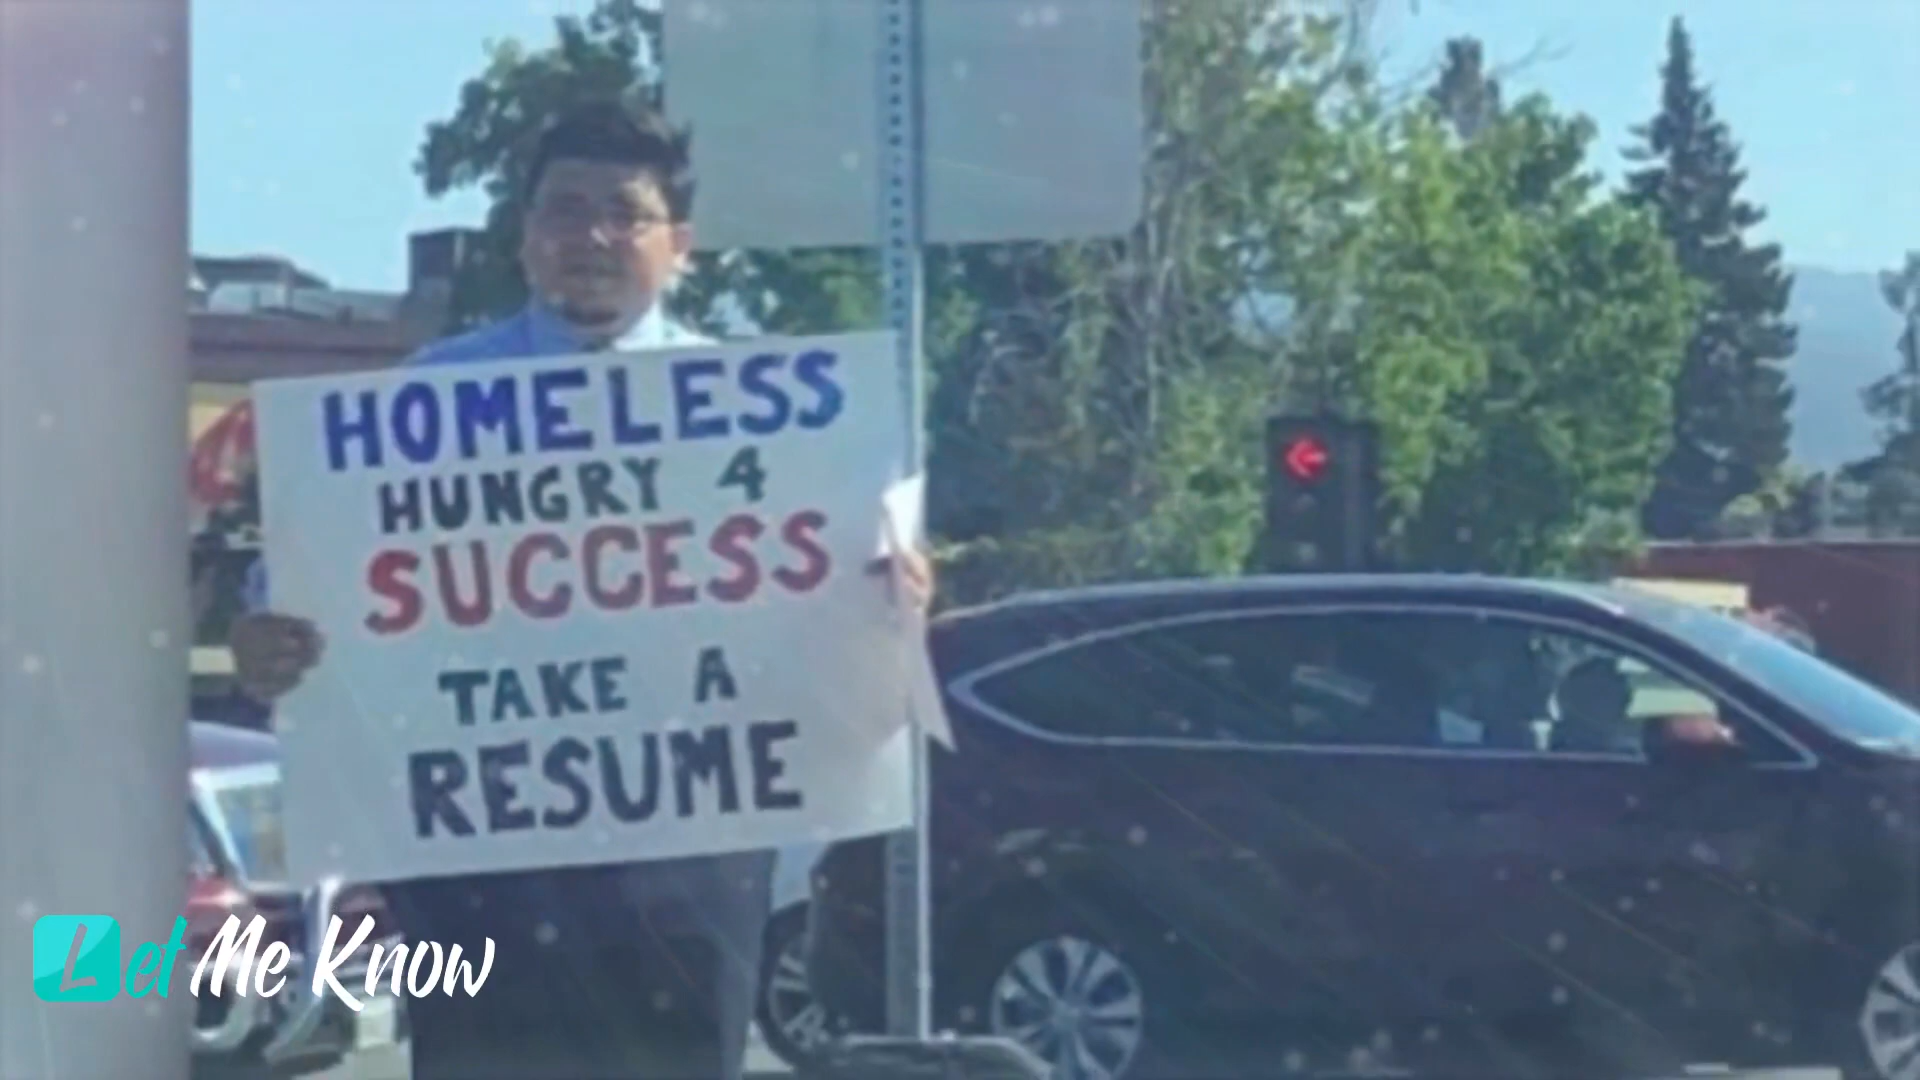 HOMELESS
HUNGRY 4
SUCCESS
TAKE A
RESUME
Let Me Know